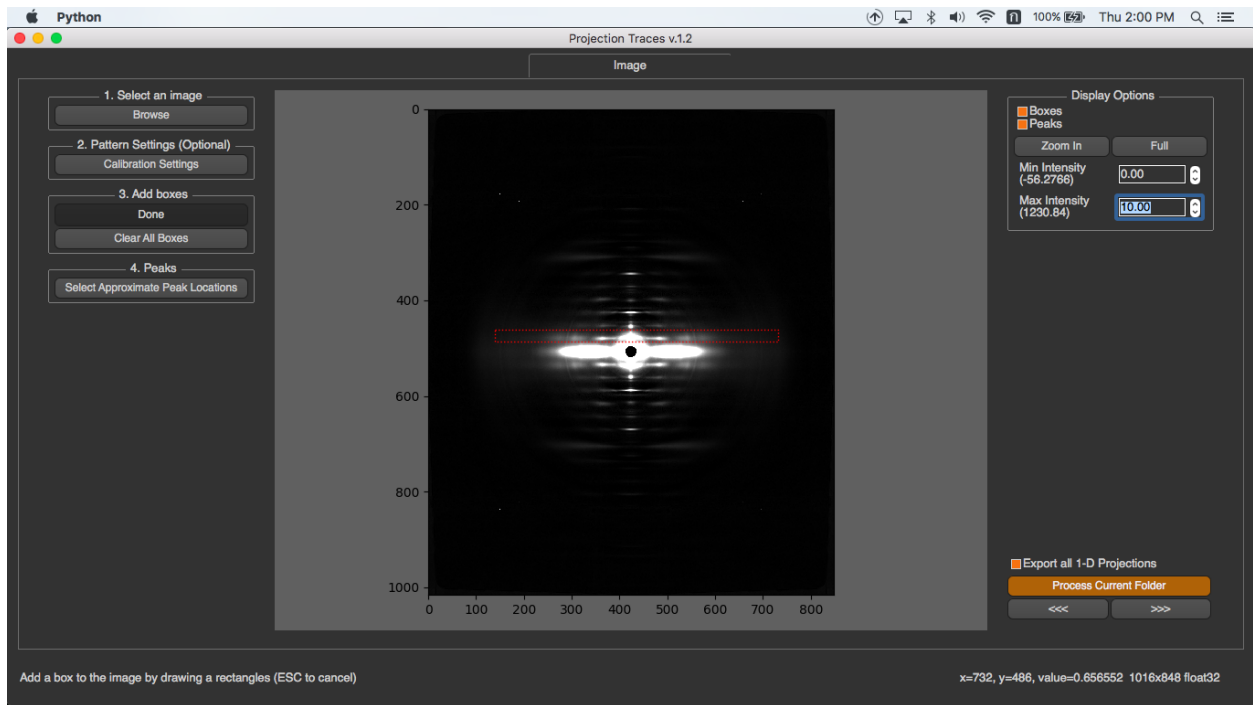 Python
100%
Thu 2:00 PM
Projection Traces v.1.2
Image
1. Select an image
Browse
2. Pattern Settings (Optional)
Calibration Settings
3. Add boxes
Done
Clear All Boxes
4. Peaks
Select Approximate Peak Locations
0
200
400
600
800
1000
0 100 200 300 400 500 600 700 800
Display Options
Boxes
Peaks
Zoom In
Full
Min Intensity
(-56.2766)
0.00
Max Intensity
(1230.84)
10.00
Export all 1-D Projections
Process Current Folder
<<<
>>>
Add a box to the image by drawing a rectangles (ESC to cancel)
x=732, y=486, value=0.656552 1016x848 float32